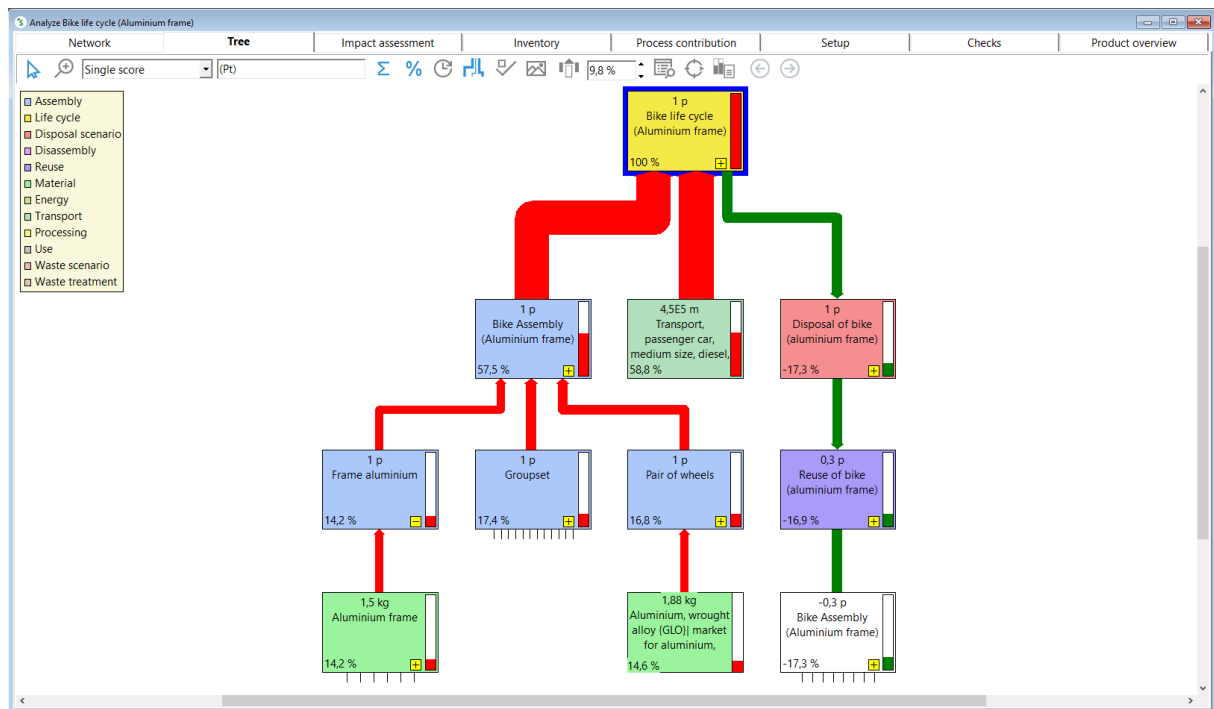 Analyze Bike life cycle (Aluminium frame)
Network
Tree
Impact assessment
Inventory
Process contribution
Setup
Checks
Product overview
Single score
(Pt)
Σ
%
9,8 %
Assembly
Life cycle
Disposal scenario
Disassembly
Reuse
Material
Energy
Transport
Processing
Use
Waste scenario
Waste treatment
1 p
Bike life cycle
(Aluminium frame)
100 %
1 p
Bike Assembly
(Aluminium frame)
57,5 %
4,5E5 m
Transport,
passenger car,
medium size, diesel,
58,8 %
1 p
Disposal of bike
(aluminium frame)
-17,3 %
1 p
Frame aluminium
14,2 %
1 p
Groupset
17,4 %
1 p
Pair of wheels
16,8 %
0,3 p
Reuse of bike
(aluminium frame)
-16,9 %
1,5 kg
Aluminium frame
14,2 %
1,88 kg
Aluminium, wrought
alloy {GLO}| market
for aluminium,
14,6 %
-0,3 p
Bike Assembly
(Aluminium frame)
-17,3 %